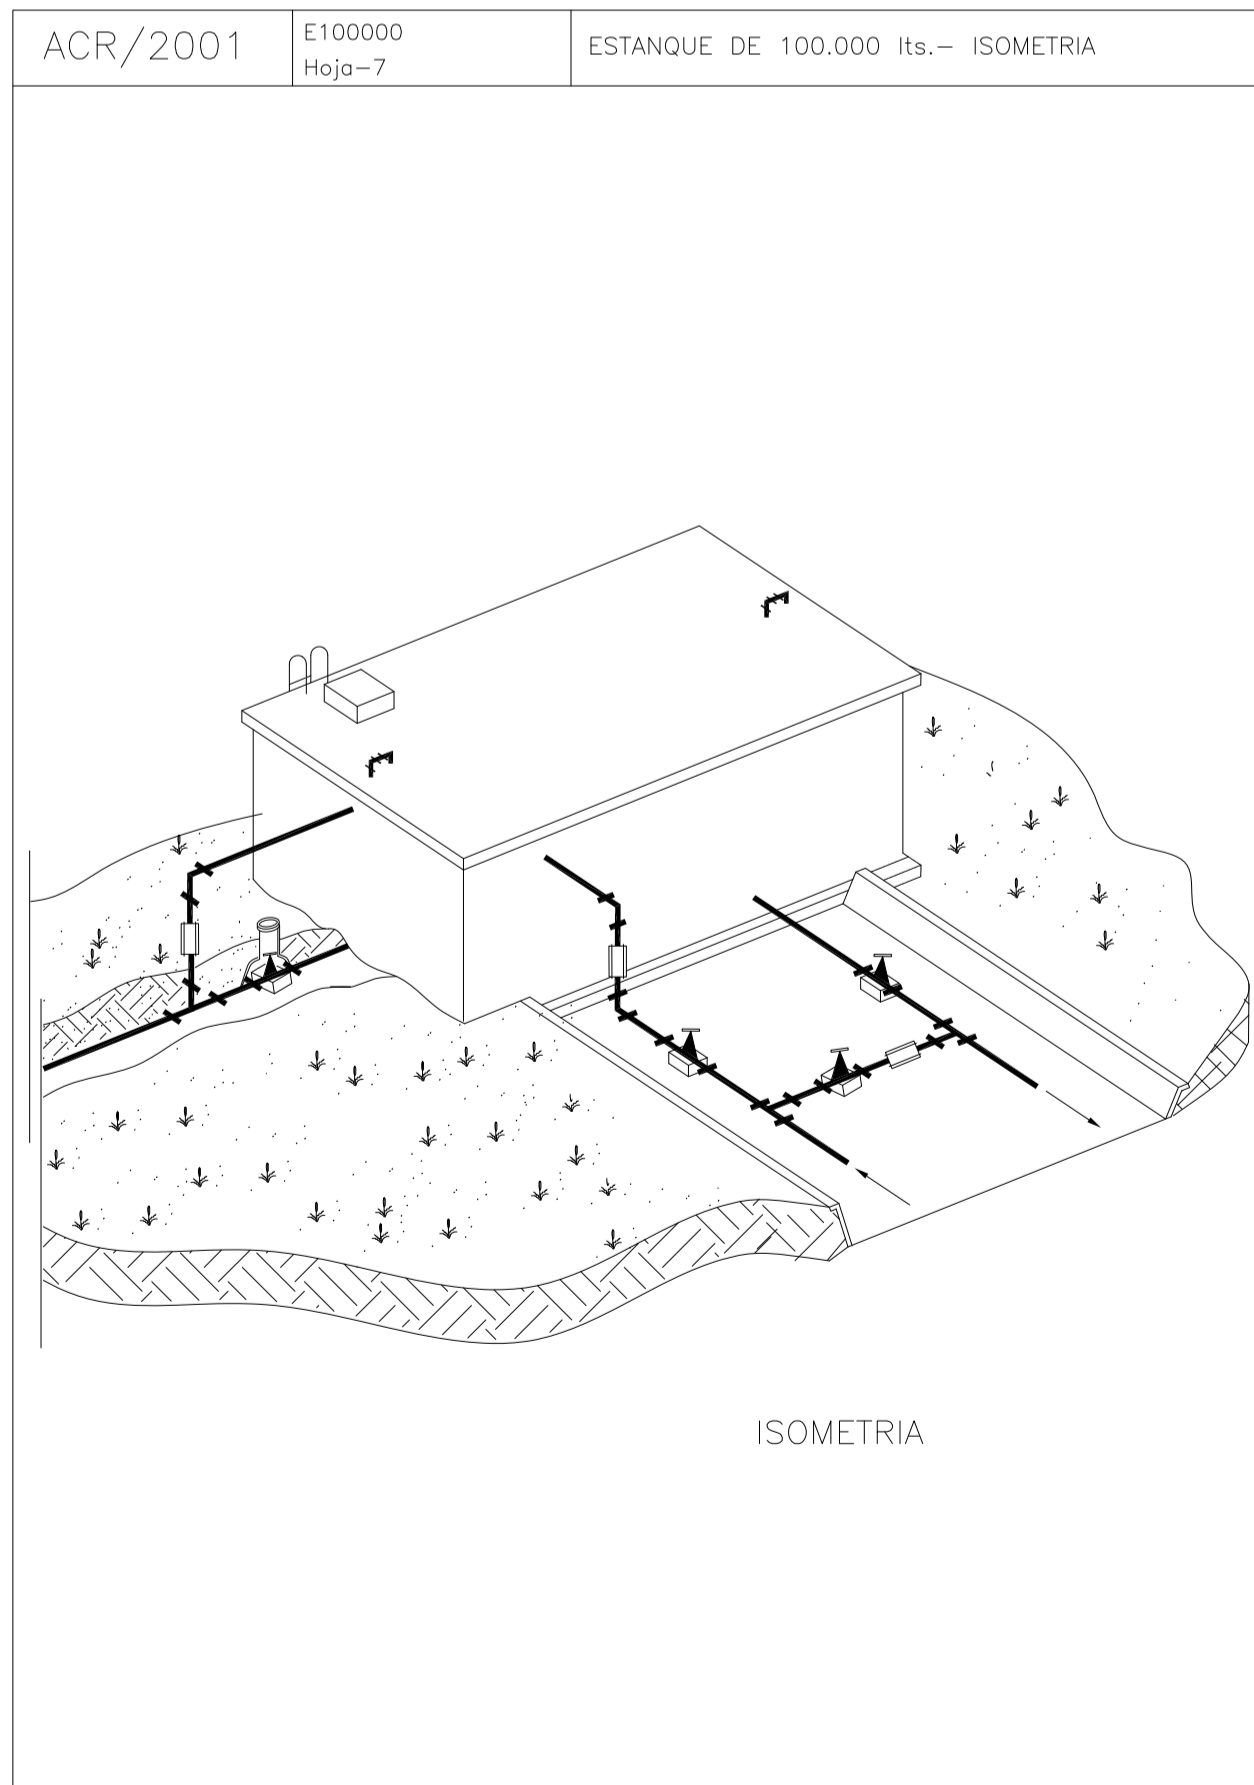 ACR/2001
E100000
Hoja-7
ESTANQUE DE 100.000 lts.- ISOMETRIA
ISOMETRIA